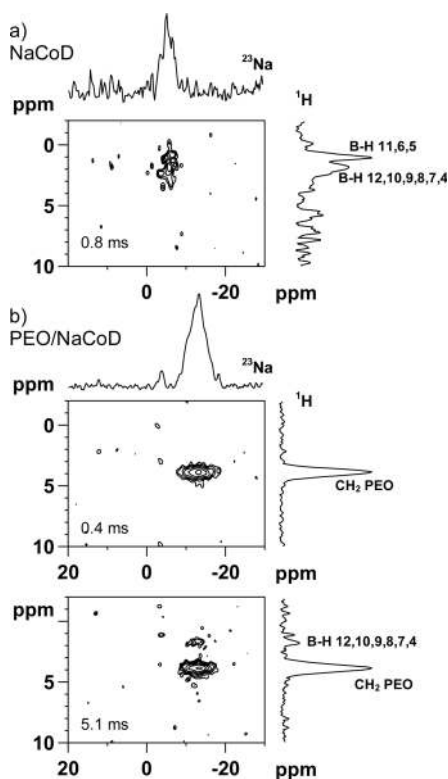 a)
NaCoD
²³Na
ppm
¹H
0
5
10
B-H 11,6,5
B-H 12,10,9,8,7,4
0.8 ms
0 -20
ppm
b)
PEO/NaCoD
²³Na
ppm
¹H
0
5
10
CH₂ PEO
0.4 ms
20 0 -20
ppm
ppm
0
5
10
B-H 12,10,9,8,7,4
CH₂ PEO
5.1 ms
20 0 -20
ppm